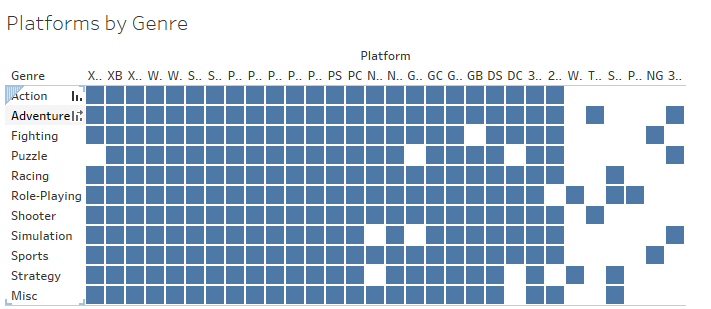 Platforms by Genre
Platform
Genre X.. XB X.. W. W. S.. S.. P.. P.. P.. P.. P.. PS PC N.. N.. G.. GC G.. GB DS DC 3.. 2.. W. T.. S.. P.. NG 3..
Action
Adventure
Fighting
Puzzle
Racing
Role-Playing
Shooter
Simulation
Sports
Strategy
Misc